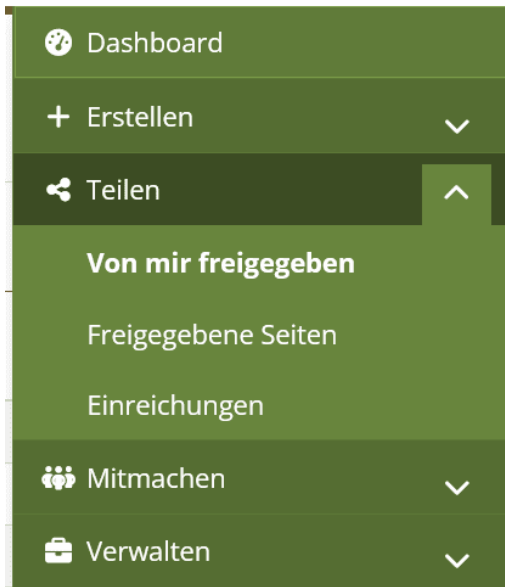 Dashboard
Erstellen
Teilen
Von mir freigegeben
Freigegebene Seiten
Einreichungen
Mitmachen
Verwalten